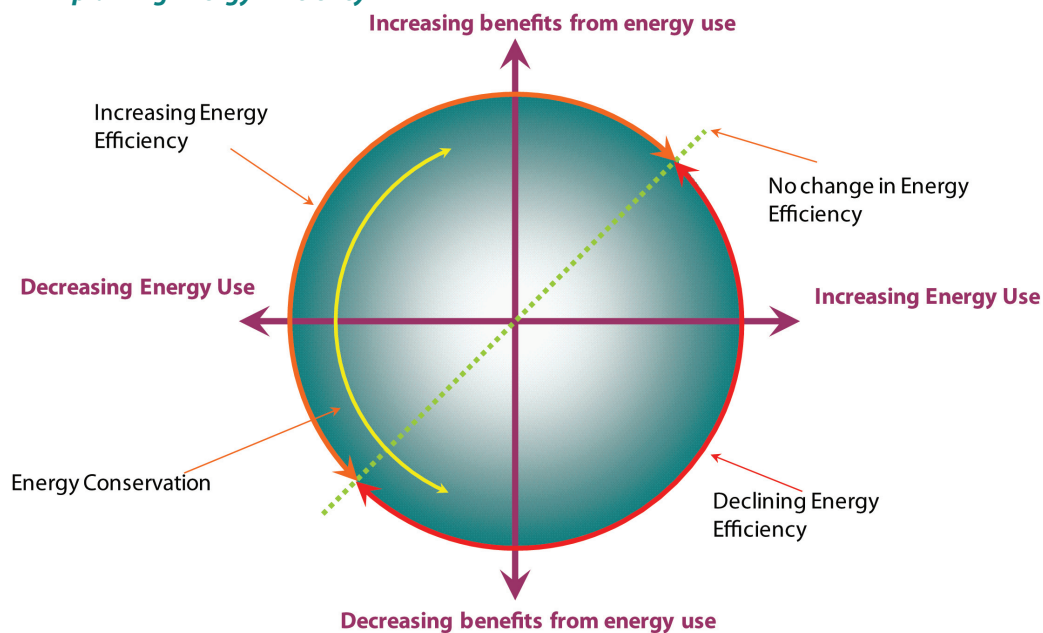 Increasing benefits from energy use
Increasing Energy
Efficiency
No change in Energy
Efficiency
Decreasing Energy Use
Increasing Energy Use
Energy Conservation
Declining Energy
Efficiency
Decreasing benefits from energy use